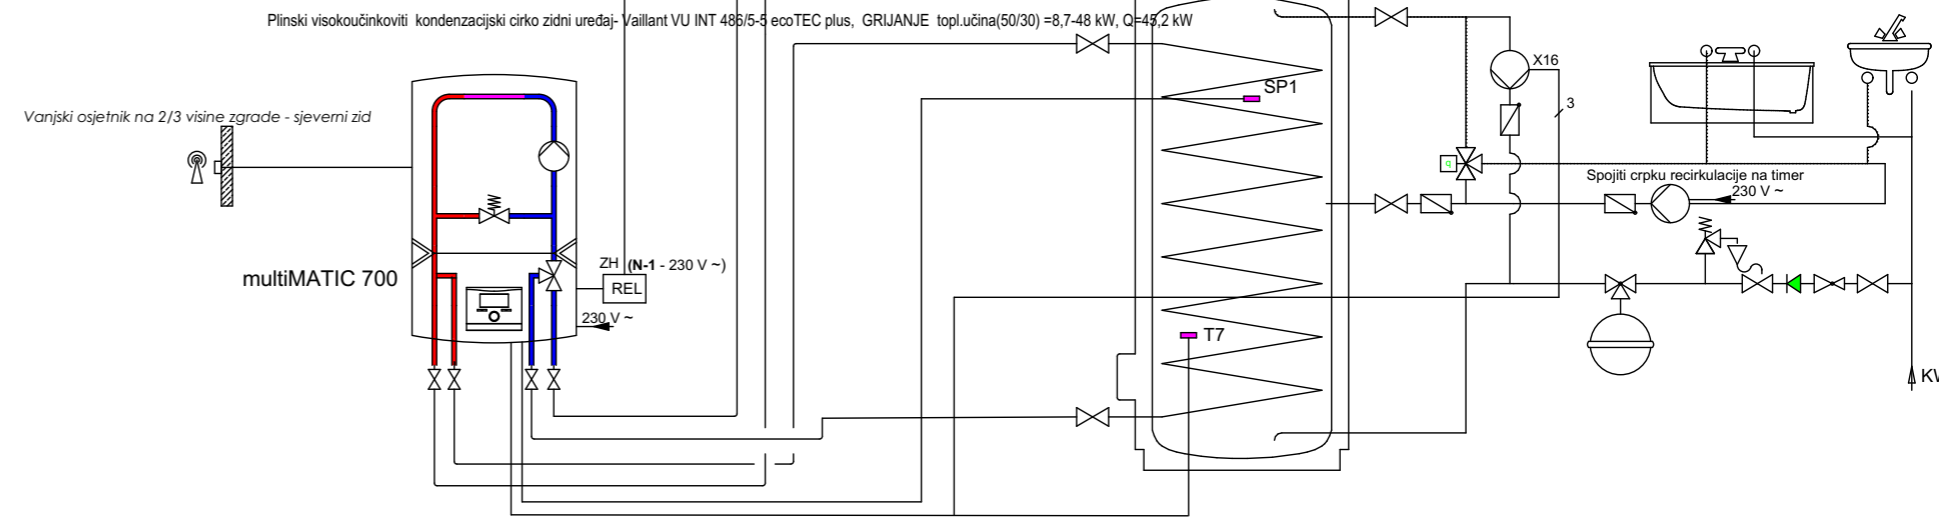 Plinski visokoučinkoviti kondenzacijski cirko zidni uređaj- Vaillant VU INT 486/5-5 ecoTEC plus, GRIJANJE topl.učina(50/30) =8,7-48 kW, Q=45,2 kW
X16
SP1
3
Vanjski osjetnik na 2/3 visine zgrade - sjeverni zid
q
Spojiti crpku recirkulacije na timer
230 V ~
ZH (N-1 - 230 V ~)
multiMATIC 700
REL
230 V ~
T7